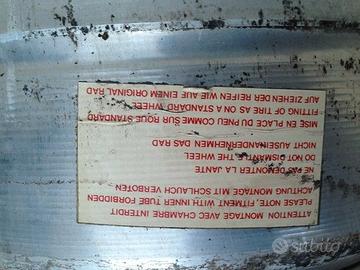 ATTENTION MONTAGE AVEC CHAMBRE INTERDIT
PLEASE NOTE, FITMENT WITH INNER TUBE FORBIDDEN
ACHTUNG MONTAGE MIT SCHLAUCH VERBOTEN
NE PAS DEMONTER LA JANTE
DO NOT DISMANTLE THE WHEEL
NICHT AUSEINANDERNEHMEN DAS RAD
MISE EN PLACE DU PNEU COMME SUR ROUE STANDARD
FITTING OF TIRE AS ON A STANDARD WHEEL
AUF ZIEHEN DER REIFEN WIE AUF EINEM ORIGINAL RAD
subito